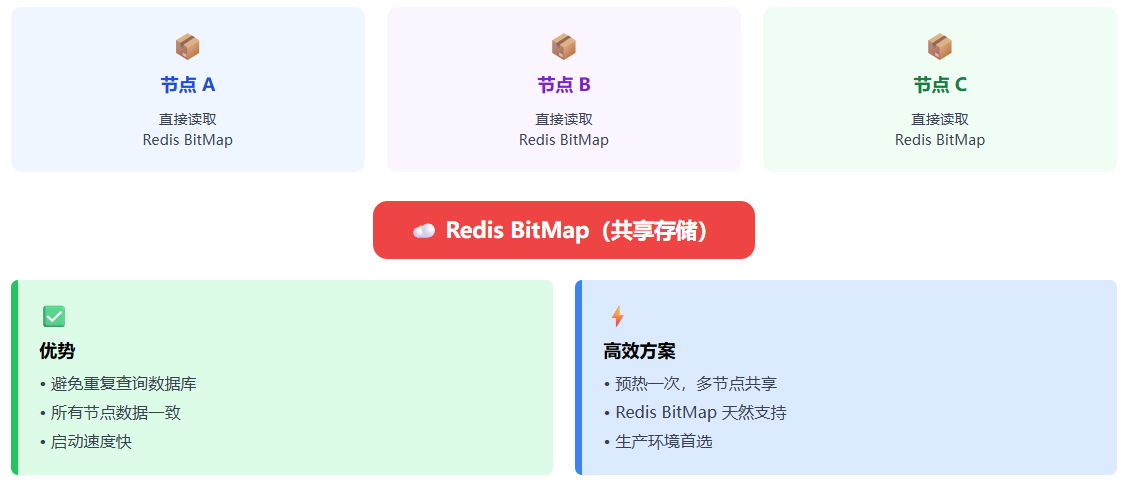 节点 A
直接读取
Redis BitMap
节点 B
直接读取
Redis BitMap
节点 C
直接读取
Redis BitMap
Redis BitMap（共享存储）
优势
• 避免重复查询数据库
• 所有节点数据一致
• 启动速度快
高效方案
• 预热一次，多节点共享
• Redis BitMap 天然支持
• 生产环境首选